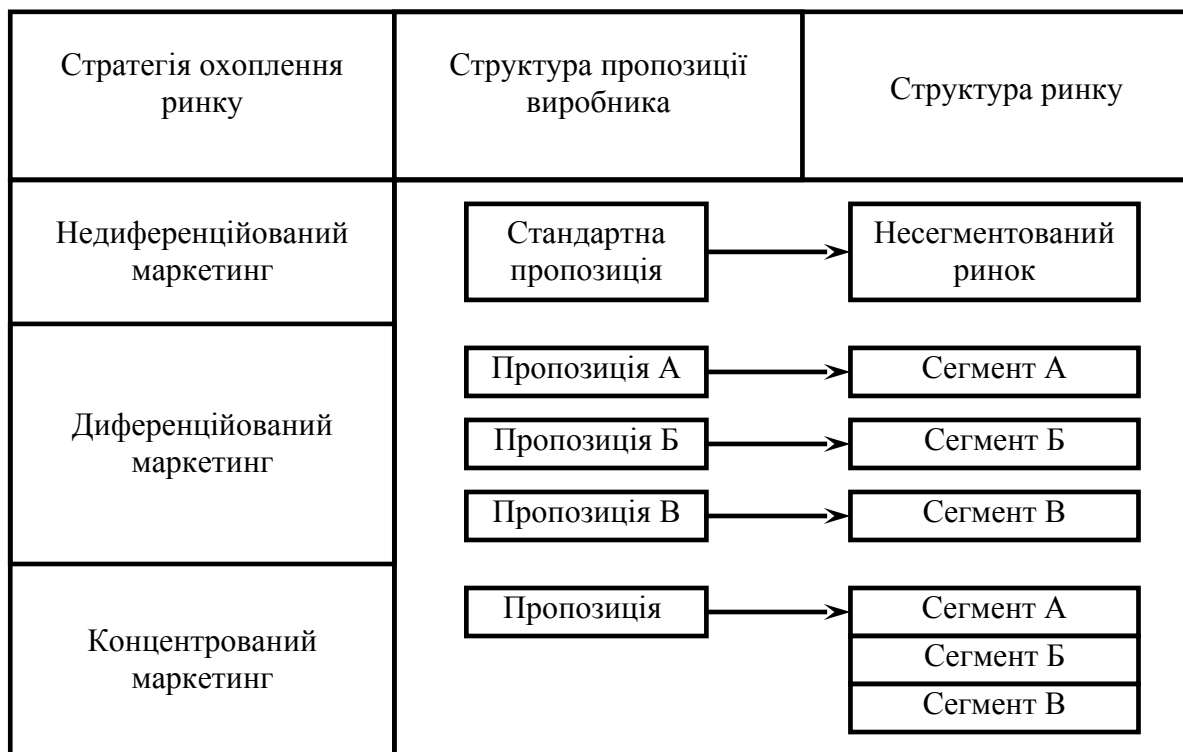 Стратегія охоплення
ринку
Структура пропозиції
виробника
Структура ринку
Недиференційований
маркетинг
Стандартна
пропозиція
Несегментований
ринок
Диференційований
маркетинг
Пропозиція А
Сегмент А
Пропозиція Б
Сегмент Б
Пропозиція В
Сегмент В
Концентрований
маркетинг
Пропозиція
Сегмент А
Сегмент Б
Сегмент В